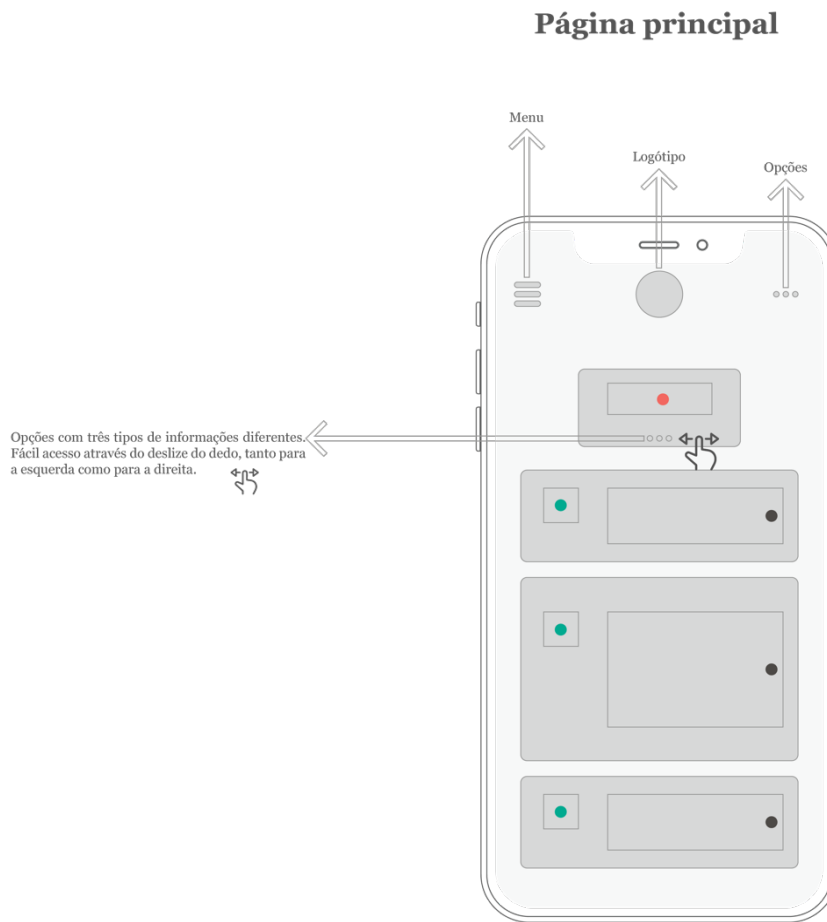 Página principal
Menu
Logótipo
Opções
Opções com três tipos de informações diferentes.
Fácil acesso através do deslize do dedo, tanto para
a esquerda como para a direita.